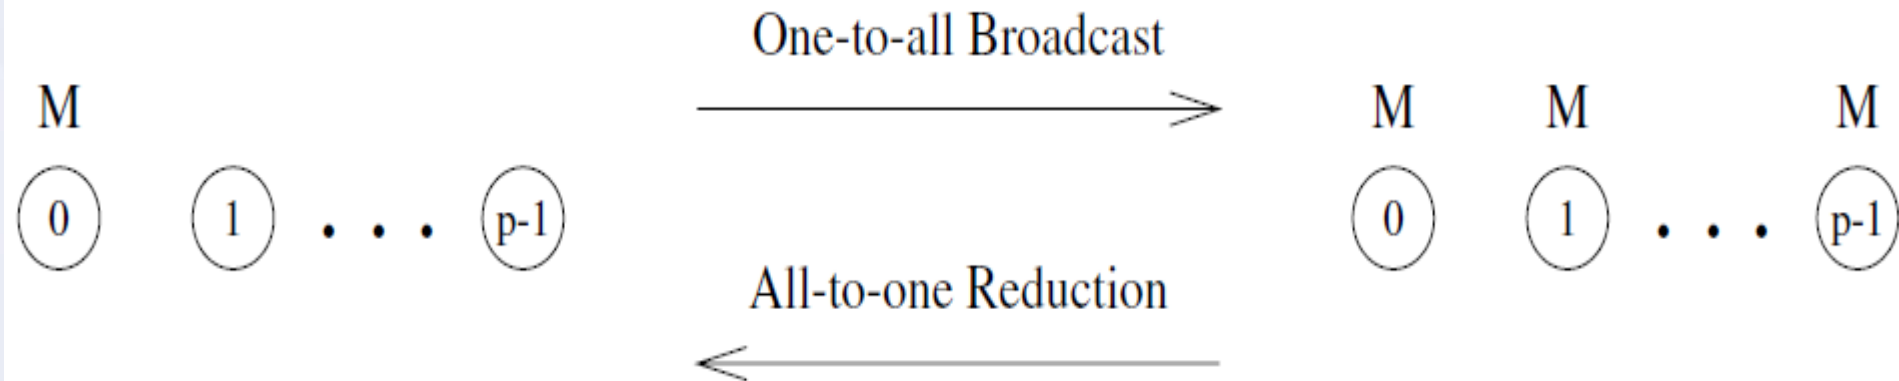 One-to-all Broadcast
M M M M
0 1 . . . p-1 0 1 . . . p-1
All-to-one Reduction